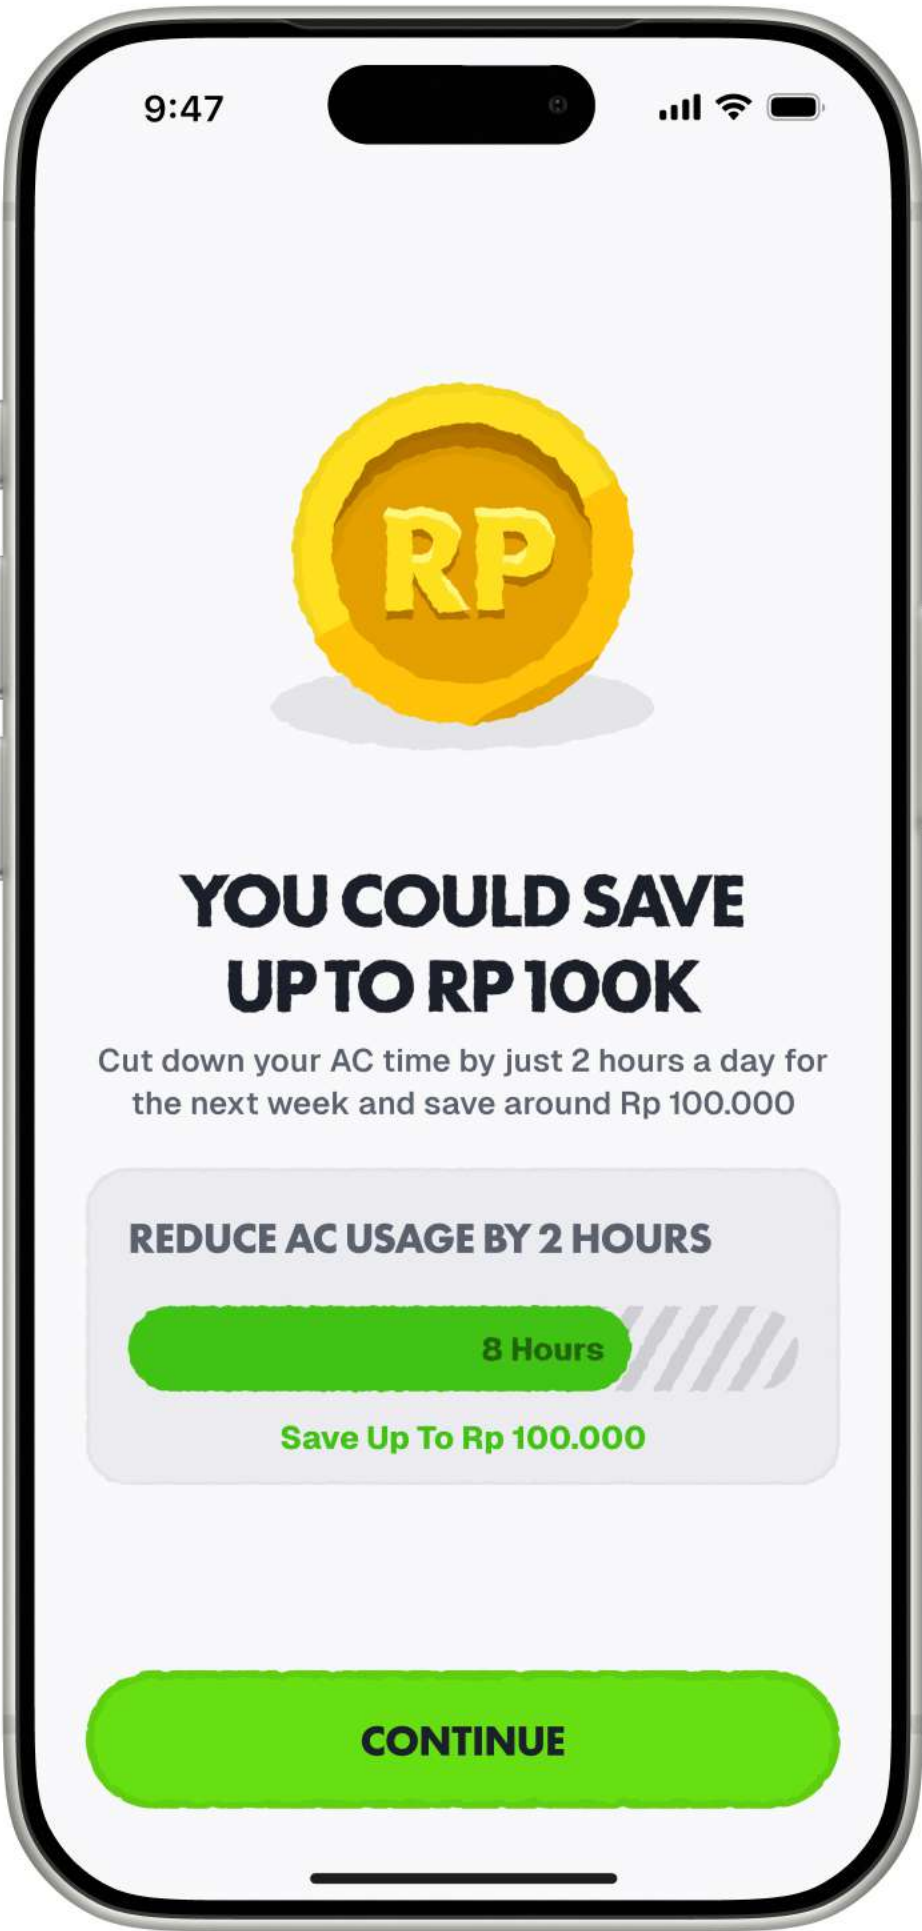 9:47
RP
YOU COULD SAVE
UP TO RP 100K
Cut down your AC time by just 2 hours a day for
the next week and save around Rp 100.000
REDUCE AC USAGE BY 2 HOURS
8 Hours
Save Up To Rp 100.000
CONTINUE